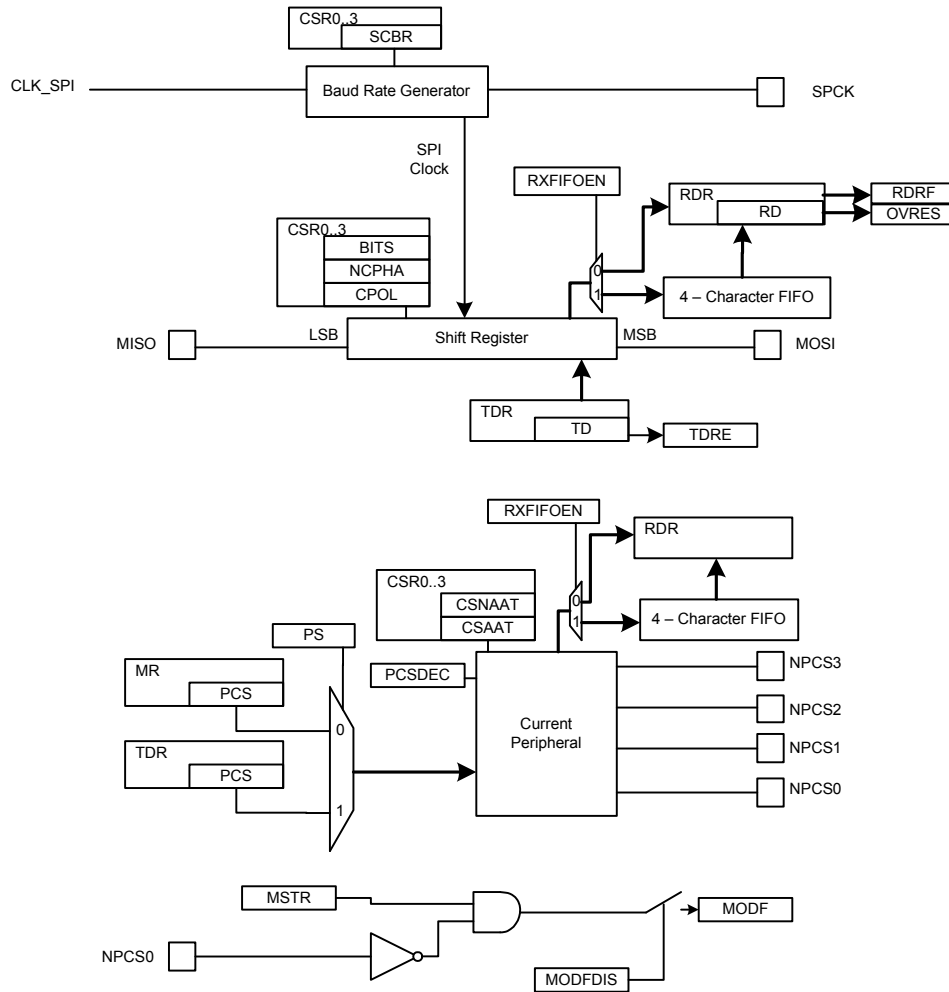 CSR0..3
SCBR
CLK_SPI
Baud Rate Generator
SPCK
SPI
Clock
RXFIFOEN
RDR
RD
RDRF
OVRES
CSR0..3
BITS
NCPHA
CPOL
0
1
4 – Character FIFO
MISO
LSB
Shift Register
MSB
MOSI
TDR
TD
TDRE
RXFIFOEN
RDR
CSR0..3
CSNAAT
CSAAT
0
1
4 – Character FIFO
PS
MR
PCS
PCSDEC
NPCS3
0
Current
Peripheral
NPCS2
TDR
PCS
NPCS1
1
NPCS0
MSTR
MODF
NPCS0
MODFDIS